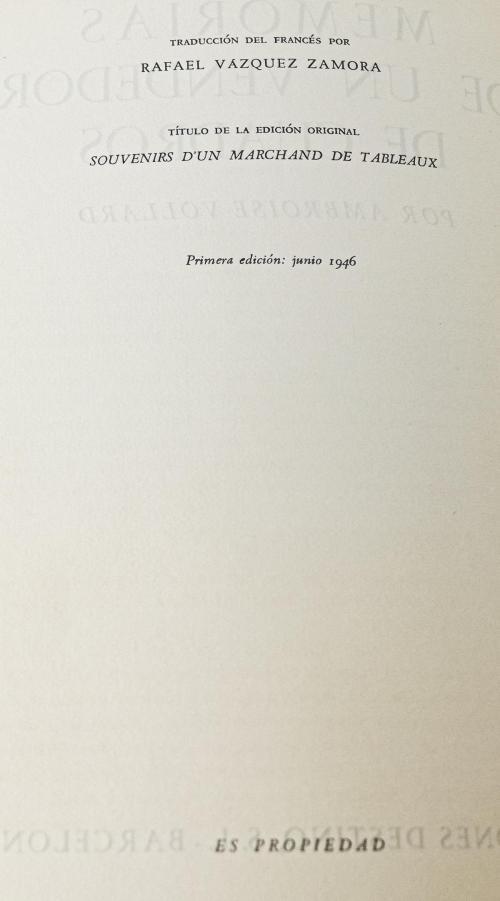 TRADUCCIÓN DEL FRANCÉS POR
RAFAEL VÁZQUEZ ZAMORA
TÍTULO DE LA EDICIÓN ORIGINAL
SOUVENIRS D'UN MARCHAND DE TABLEAUX
Primera edición: junio 1946
ES PROPIEDAD